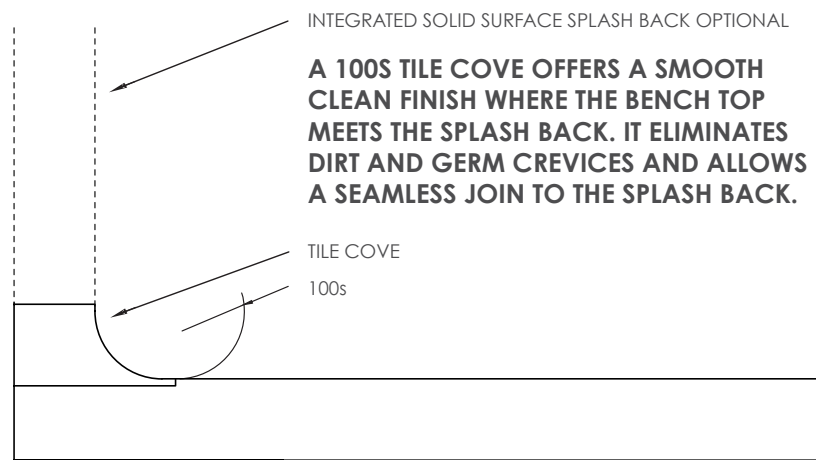 INTEGRATED SOLID SURFACE SPLASH BACK OPTIONAL
A 100S TILE COVE OFFERS A SMOOTH
CLEAN FINISH WHERE THE BENCH TOP
MEETS THE SPLASH BACK. IT ELIMINATES
DIRT AND GERM CREVICES AND ALLOWS
A SEAMLESS JOIN TO THE SPLASH BACK.
TILE COVE
100s